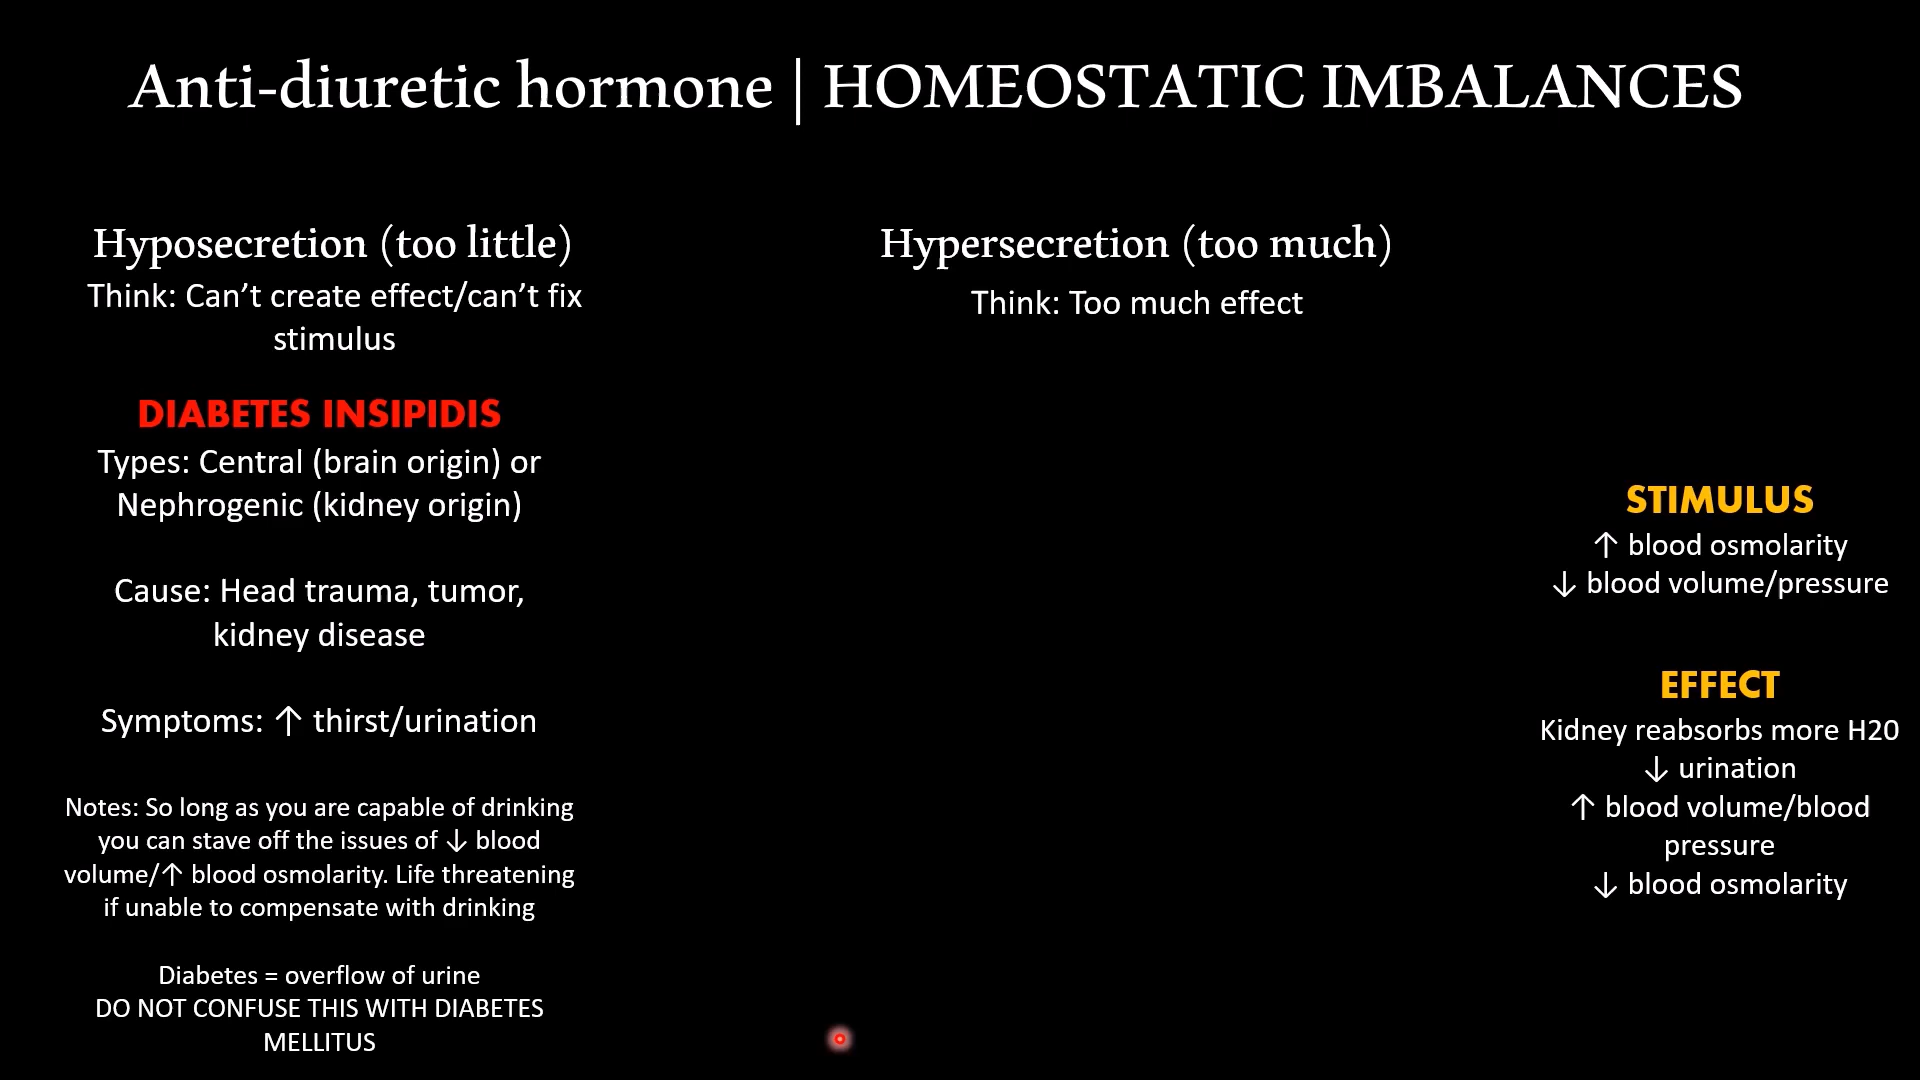 Anti-diuretic hormone | HOMEOSTATIC IMBALANCES
Hyposecretion (too little)
Think: Can’t create effect/can’t fix
stimulus
DIABETES INSIPIDIS
Types: Central (brain origin) or
Nephrogenic (kidney origin)
Cause: Head trauma, tumor,
kidney disease
Symptoms: ↑ thirst/urination
Notes: So long as you are capable of drinking
you can stave off the issues of ↓ blood
volume/↑ blood osmolarity. Life threatening
if unable to compensate with drinking
Diabetes = overflow of urine
DO NOT CONFUSE THIS WITH DIABETES
MELLITUS
Hypersecretion (too much)
Think: Too much effect
STIMULUS
↑ blood osmolarity
↓ blood volume/pressure
EFFECT
Kidney reabsorbs more H20
↓ urination
↑ blood volume/blood
pressure
↓ blood osmolarity